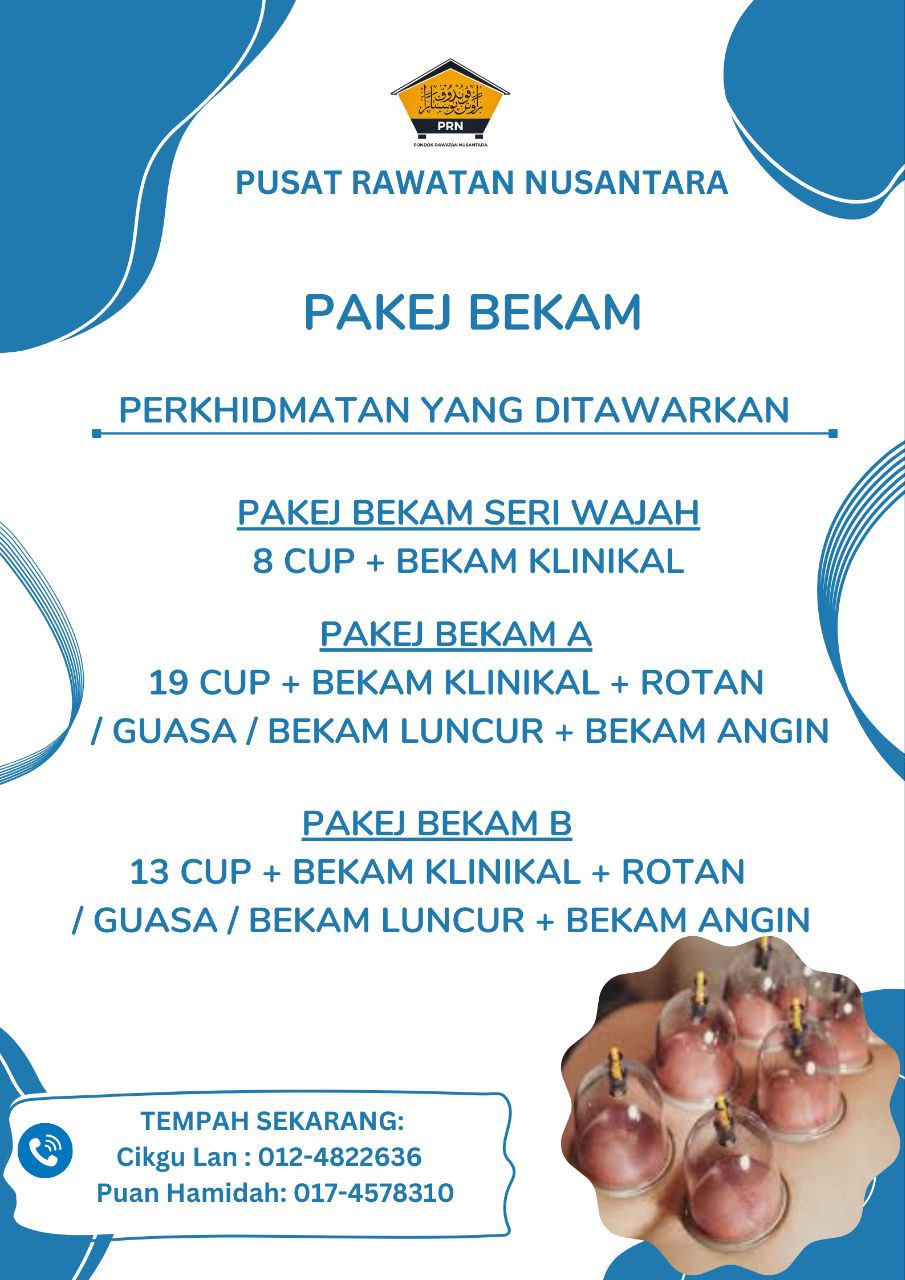 PRN
PONDOK RAWATAN NUSANTARA
PUSAT RAWATAN NUSANTARA
PAKEJ BEKAM
PERKHIDMATAN YANG DITAWARKAN
PAKEJ BEKAM SERI WAJAH
8 CUP + BEKAM KLINIKAL
PAKEJ BEKAM A
19 CUP + BEKAM KLINIKAL + ROTAN
/ GUASA / BEKAM LUNCUR + BEKAM ANGIN
PAKEJ BEKAM B
13 CUP + BEKAM KLINIKAL + ROTAN
/ GUASA / BEKAM LUNCUR + BEKAM ANGIN
TEMPAH SEKARANG:
Cikgu Lan : 012-4822636
Puan Hamidah: 017-4578310